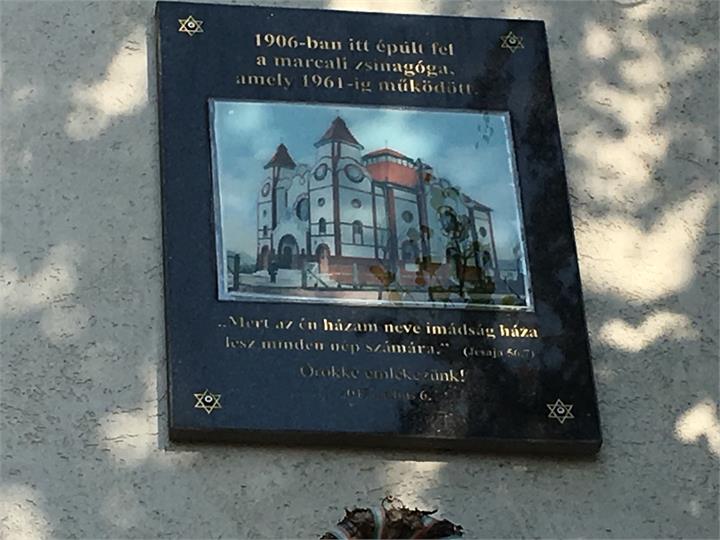 1906-ban itt épült fel
a marcali zsinagóga,
amely 1961-ig működött.
„Mert az én házam neve imádság háza
lesz minden nép számára.” (Jesaja 56:7)
Örökké emlékezünk!
6.